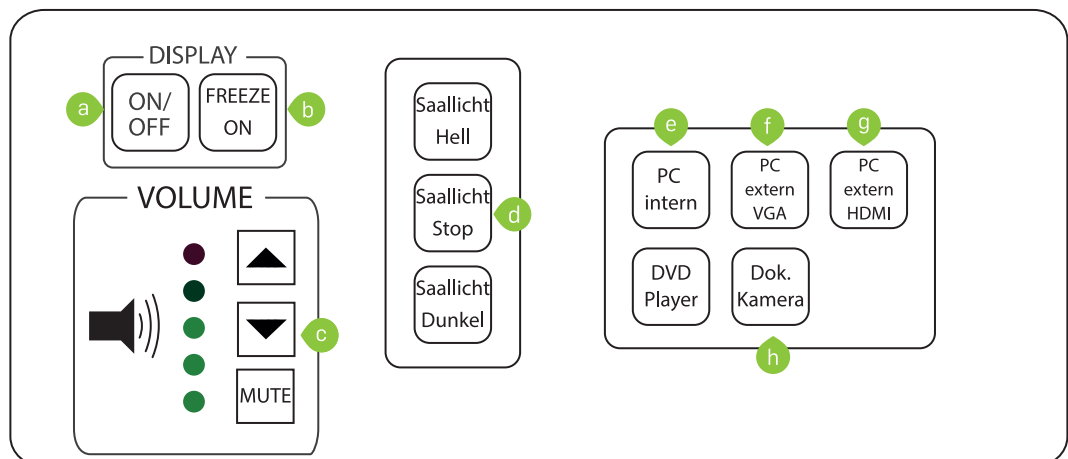 DISPLAY
a
ON/
OFF
FREEZE
ON
b
VOLUME
c
MUTE
Saallicht
Hell
Saallicht
Stop
d
Saallicht
Dunkel
e
f
g
PC
intern
PC
extern
VGA
PC
extern
HDMI
DVD
Player
Dok.
Kamera
h